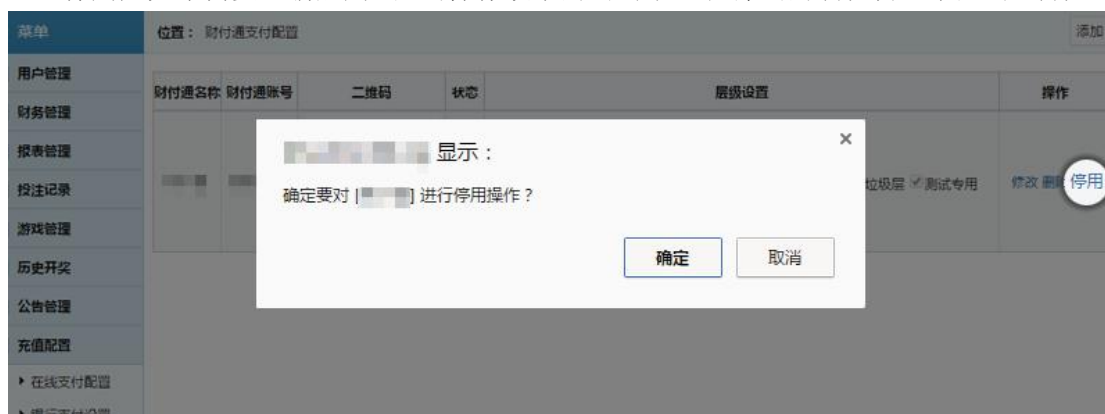 菜单
位置： 财付通支付配置
添加
用户管理
财务管理
报表管理
投注记录
游戏管理
历史开奖
公告管理
充值配置
在线支付配置
财付通名称 财付通账号 二维码 状态 层级设置 操作
显示：
×
确定要对 [ ] 进行停用操作？
确定 取消
垃圾层 测试专用
修改 删 停用